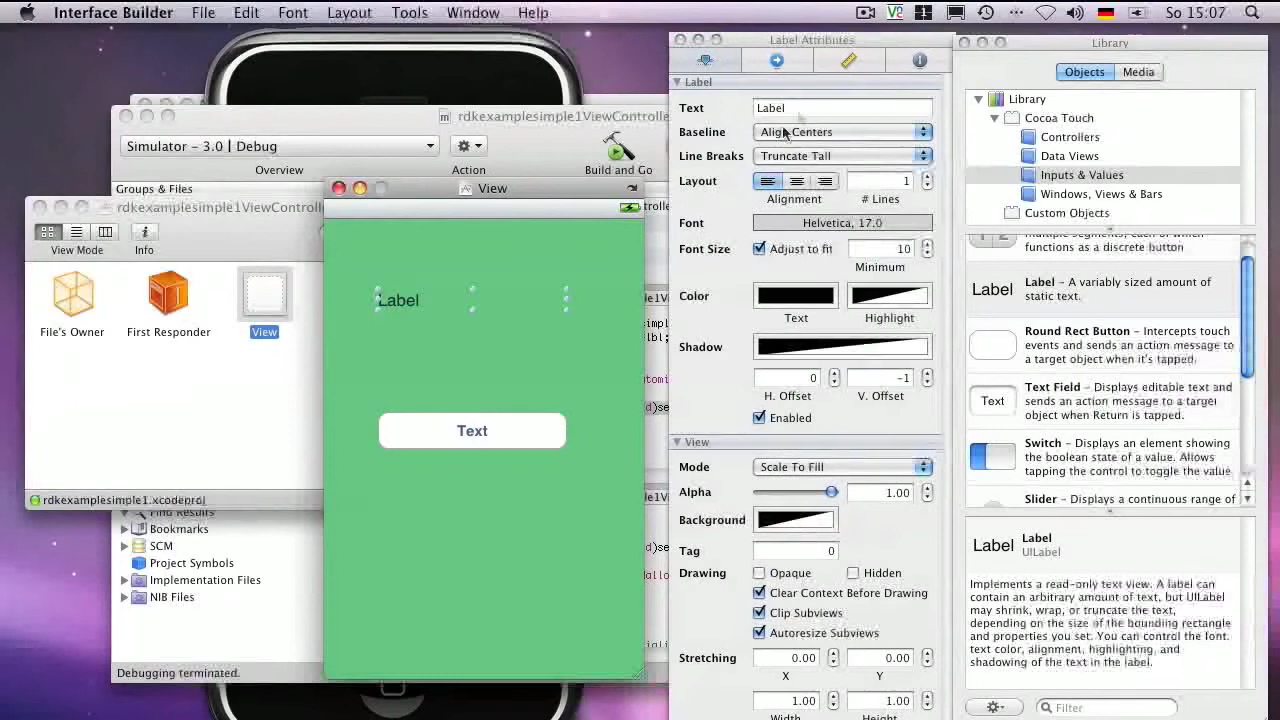 Interface Builder File Edit Font Layout Tools Window Help So 15:07
rdkexamplesimple1ViewController
Simulator – 3.0 | Debug
Overview Action Build and Go
Groups & Files
rdkexamplesimple1ViewControll
View Mode Info
File's Owner First Responder View
rdkexamplesimple1.xcodeproj
Find Results
Bookmarks
SCM
Project Symbols
Implementation Files
NIB Files
Debugging terminated.
View
Label
Text
Label Attributes
Label
Text Label
Baseline Align Centers
Line Breaks Truncate Tail
Layout 1
Alignment # Lines
Font Helvetica, 17.0
Font Size Adjust to fit 10
Minimum
Color
Text Highlight
Shadow
0 -1
H. Offset V. Offset
Enabled
View
Mode Scale To Fill
Alpha 1.00
Background
Tag 0
Drawing Opaque Hidden
Clear Context Before Drawing
Clip Subviews
Autoresize Subviews
Stretching 0.00 0.00
X Y
1.00 1.00
Width Height
Library
Objects Media
Library
Cocoa Touch
Controllers
Data Views
Inputs & Values
Windows, Views & Bars
Custom Objects
1 2
multiple segments, each of which
functions as a discrete button
Label Label – A variably sized amount of
static text.
Round Rect Button – Intercepts touch
events and sends an action message to
a target object when it's tapped.
Text Text Field – Displays editable text and
sends an action message to a target
object when Return is tapped.
Switch – Displays an element showing
the boolean state of a value. Allows
tapping the control to toggle the value
Slider – Displays a continuous range of
Label Label
UILabel
Implements a read-only text view. A label can
contain an arbitrary amount of text, but UILabel
may shrink, wrap, or truncate the text,
depending on the size of the bounding rectangle
and properties you set. You can control the font,
text color, alignment, highlighting, and
shadowing of the text in the label.
Filter